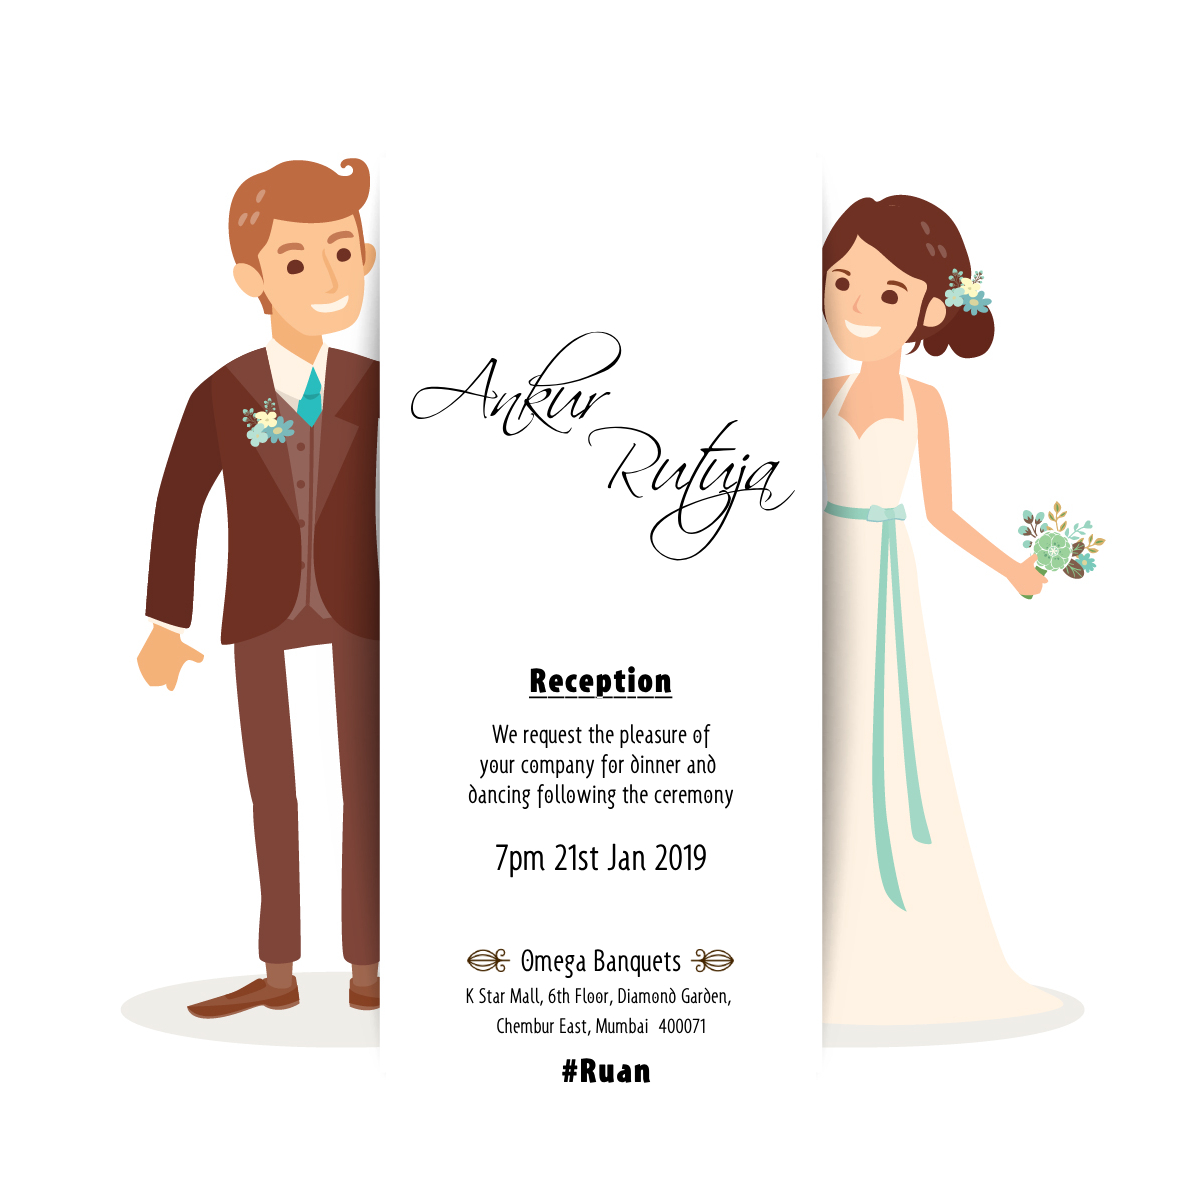 Ankur
Rutuja
Reception
We request the pleasure of
your company for dinner and
dancing following the ceremony
7pm 21st Jan 2019
Omega Banquets
K Star Mall, 6th Floor, Diamond Garden,
Chembur East, Mumbai 400071
#Ruan